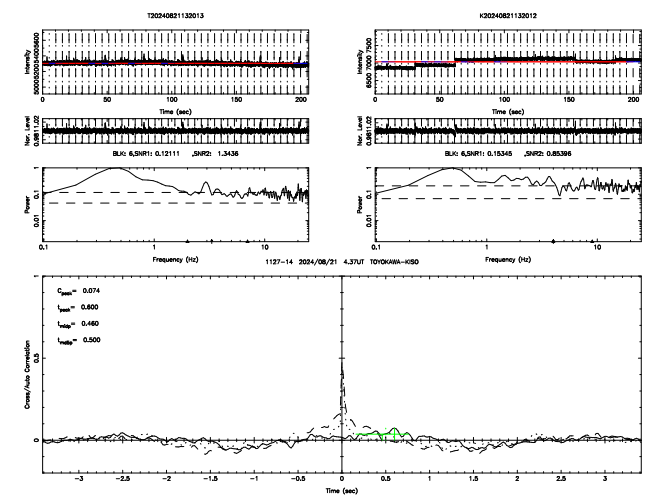 T20240821132013
K20240821132012
Intensity
Intensity
7500
7000
6500
0 50 100 150 200
0 50 100 150 200
Time (sec)
Time (sec)
Nor. Level
Nor. Level
0.9811.02
0.9811.02
BLK: 6,SNR1: 0.12111 ,SNR2: 1.3436
BLK: 6,SNR1: 0.15345 ,SNR2: 0.85396
Power
Power
1
0.1
0.01
1
0.1
0.01
0.1 1 10
0.1 1 10
Frequency (Hz)
Frequency (Hz)
1127-14 2024/08/21 4.37UT TOYOKAWA-KISO
Cpeak= 0.074
tpeak= 0.600
tmidp= 0.460
0.500
Cross/Auto Correlation
1
0.5
0
-3 -2.5 -2 -1.5 -1 -0.5 0 0.5 1 1.5 2 2.5 3
Time (sec)